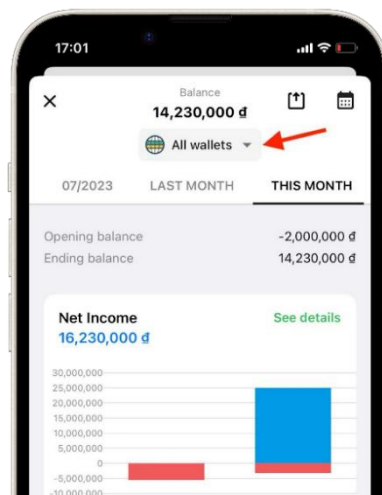 17:01
Balance
14,230,000 đ
All wallets
07/2023 LAST MONTH THIS MONTH
Opening balance -2,000,000 đ
Ending balance 14,230,000 đ
Net Income See details
16,230,000 đ
30,000,000
25,000,000
20,000,000
15,000,000
10,000,000
5,000,000
0
-5,000,000
-10,000,000